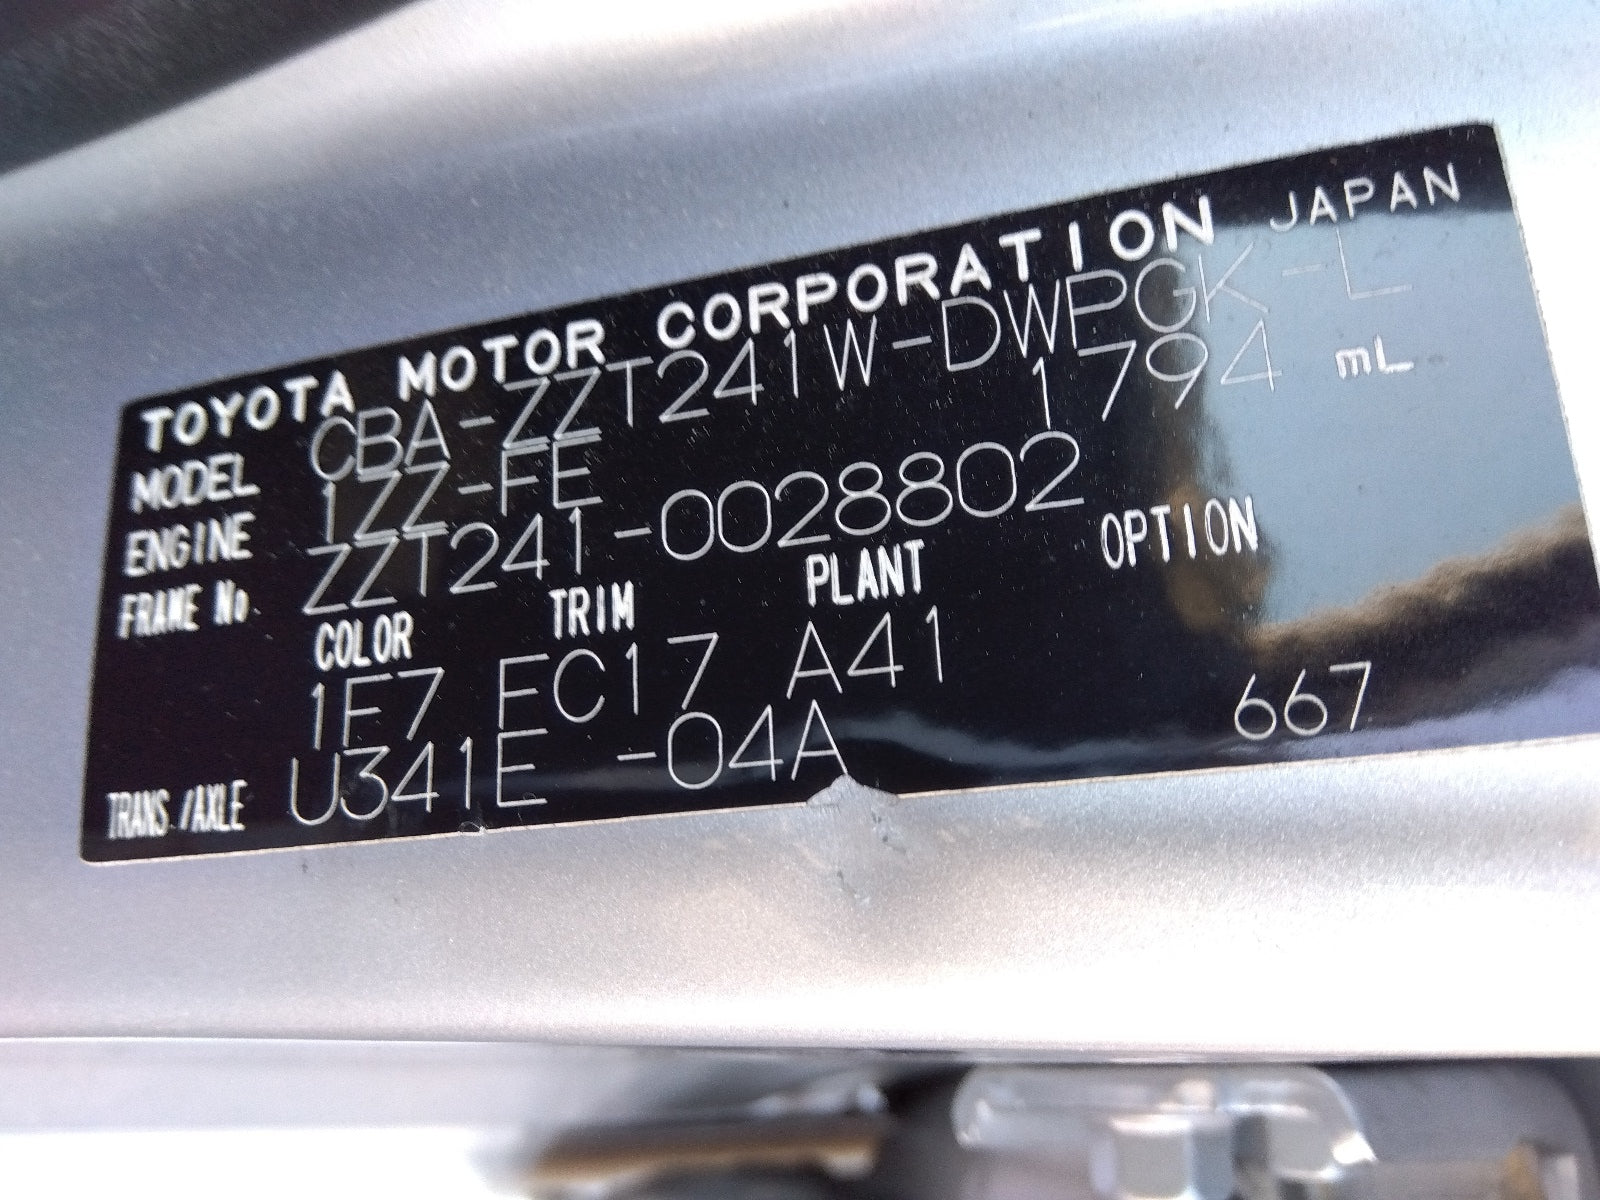 TOYOTA MOTOR CORPORATION JAPAN
MODEL CBA-ZZT241W-DWPGK-L
ENGINE 1ZZ-FE 1794 mL
FRAME No. ZZT241-0028802
COLOR TRIM PLANT OPTION
1F7 FC17 A41
TRANS./AXLE U341E -04A 667